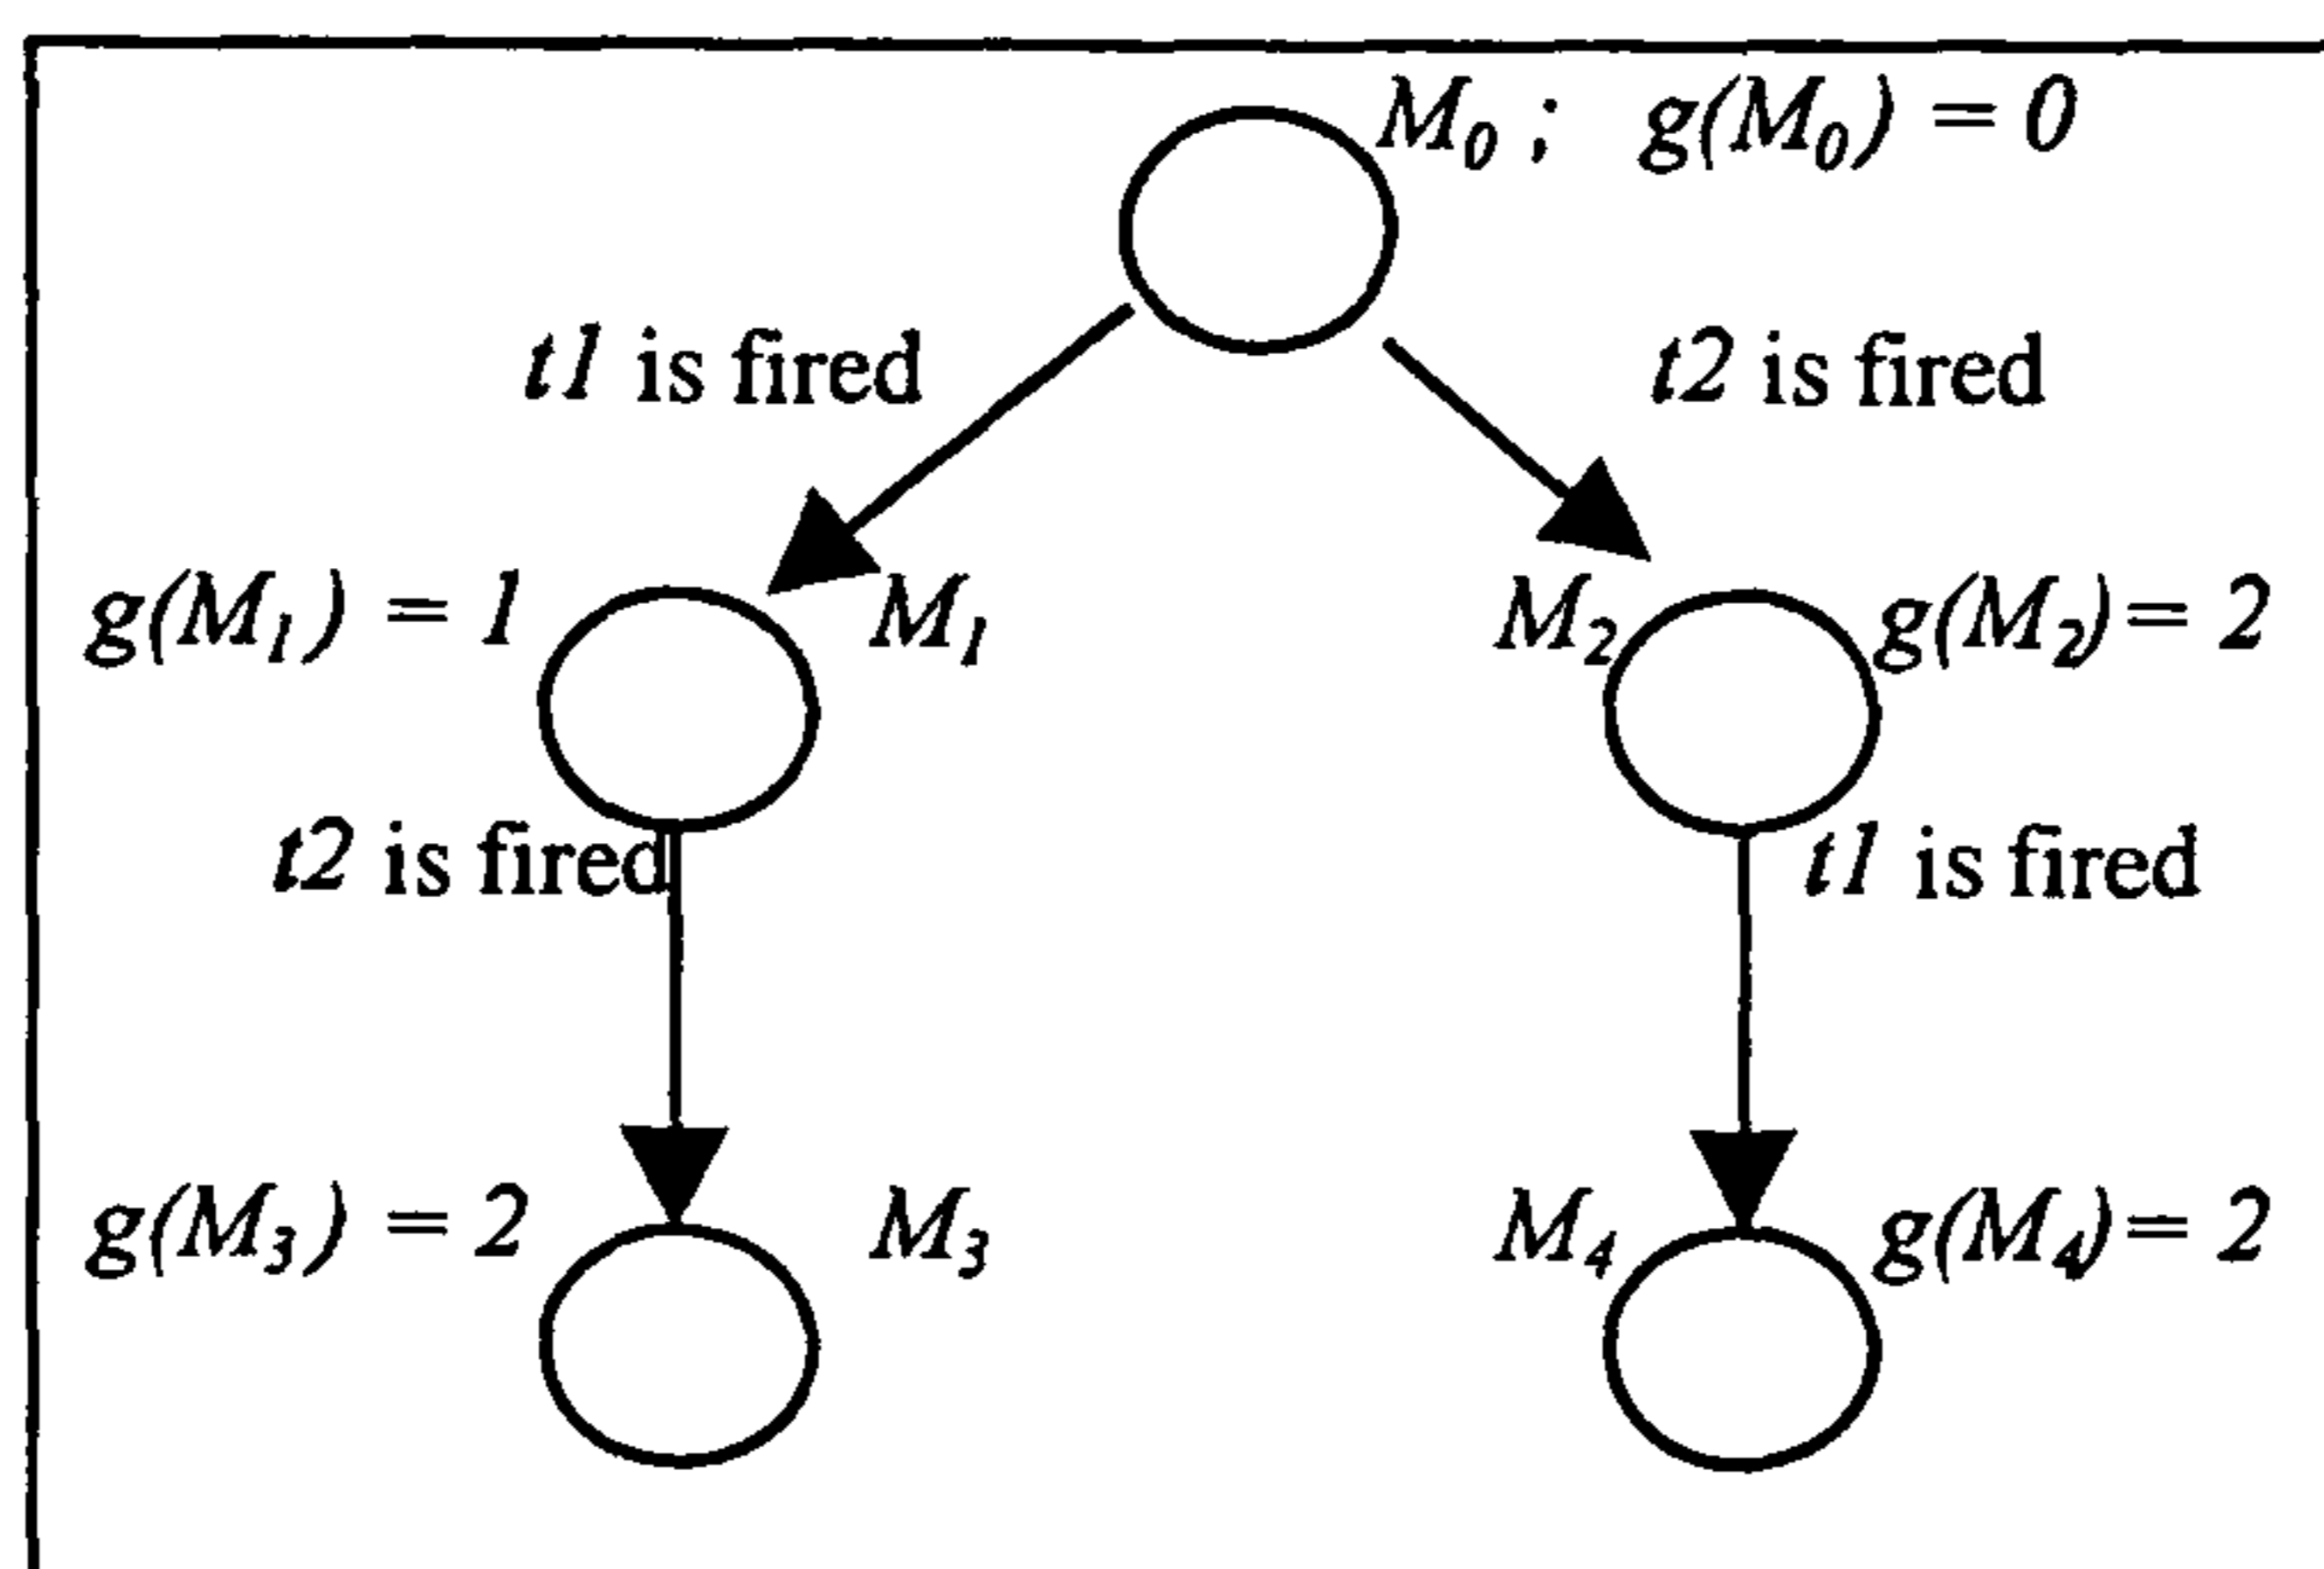 M₀ ; g(M₀) = 0
t1 is fired
t2 is fired
g(M₁) = 1
M₁
M₂
g(M₂)= 2
t2 is fired
t1 is fired
g(M₃) = 2
M₃
M₄
g(M₄)= 2